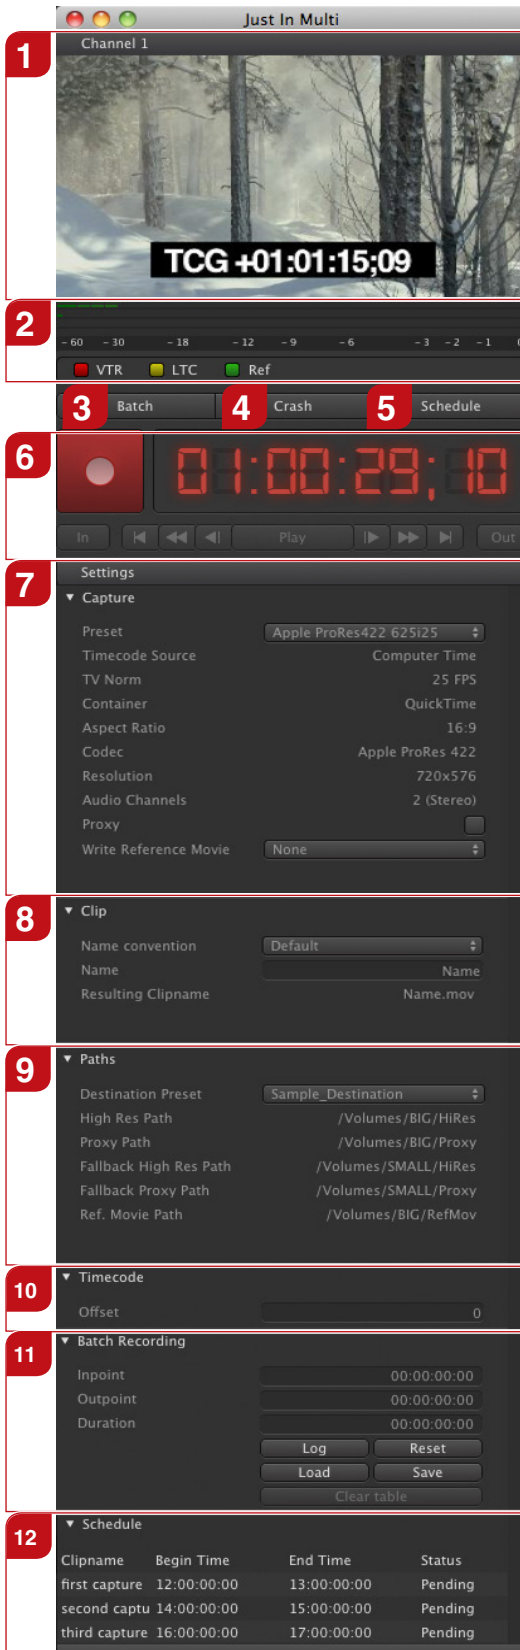 Just In Multi
1
Channel 1
TCG +01:01:15;09
2
-60 -30 -18 -12 -9 -6 -3 -2 -1 0
VTR LTC Ref
3 Batch 4 Crash 5 Schedule
6
01:00:29;10
In Play Out
7
Settings
Capture
Preset Apple ProRes422 625i25
Timecode Source Computer Time
TV Norm 25 FPS
Container QuickTime
Aspect Ratio 16:9
Codec Apple ProRes 422
Resolution 720x576
Audio Channels 2 (Stereo)
Proxy
Write Reference Movie None
8
Clip
Name convention Default
Name Name
Resulting Clipname Name.mov
9
Paths
Destination Preset Sample_Destination
High Res Path /Volumes/BIG/HiRes
Proxy Path /Volumes/BIG/Proxy
Fallback High Res Path /Volumes/SMALL/HiRes
Fallback Proxy Path /Volumes/SMALL/Proxy
Ref. Movie Path /Volumes/BIG/RefMov
10
Timecode
Offset 0
11
Batch Recording
Inpoint 00:00:00:00
Outpoint 00:00:00:00
Duration 00:00:00:00
Log Reset
Load Save
Clear table
12
Schedule
Clipname Begin Time End Time Status
first capture 12:00:00:00 13:00:00:00 Pending
second captu 14:00:00:00 15:00:00:00 Pending
third capture 16:00:00:00 17:00:00:00 Pending